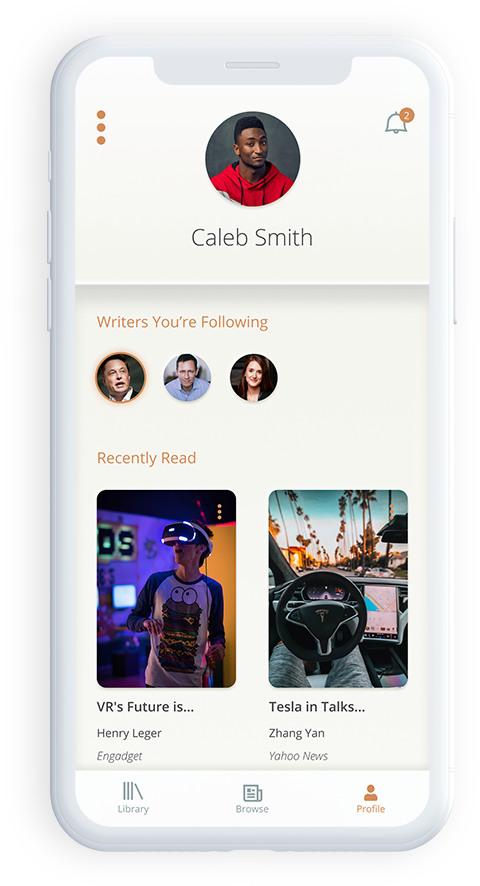 2
Caleb Smith
Writers You're Following
Recently Read
VR's Future is...
Tesla in Talks...
Henry Leger
Zhang Yan
Engadget
Yahoo News
Library
Browse
Profile